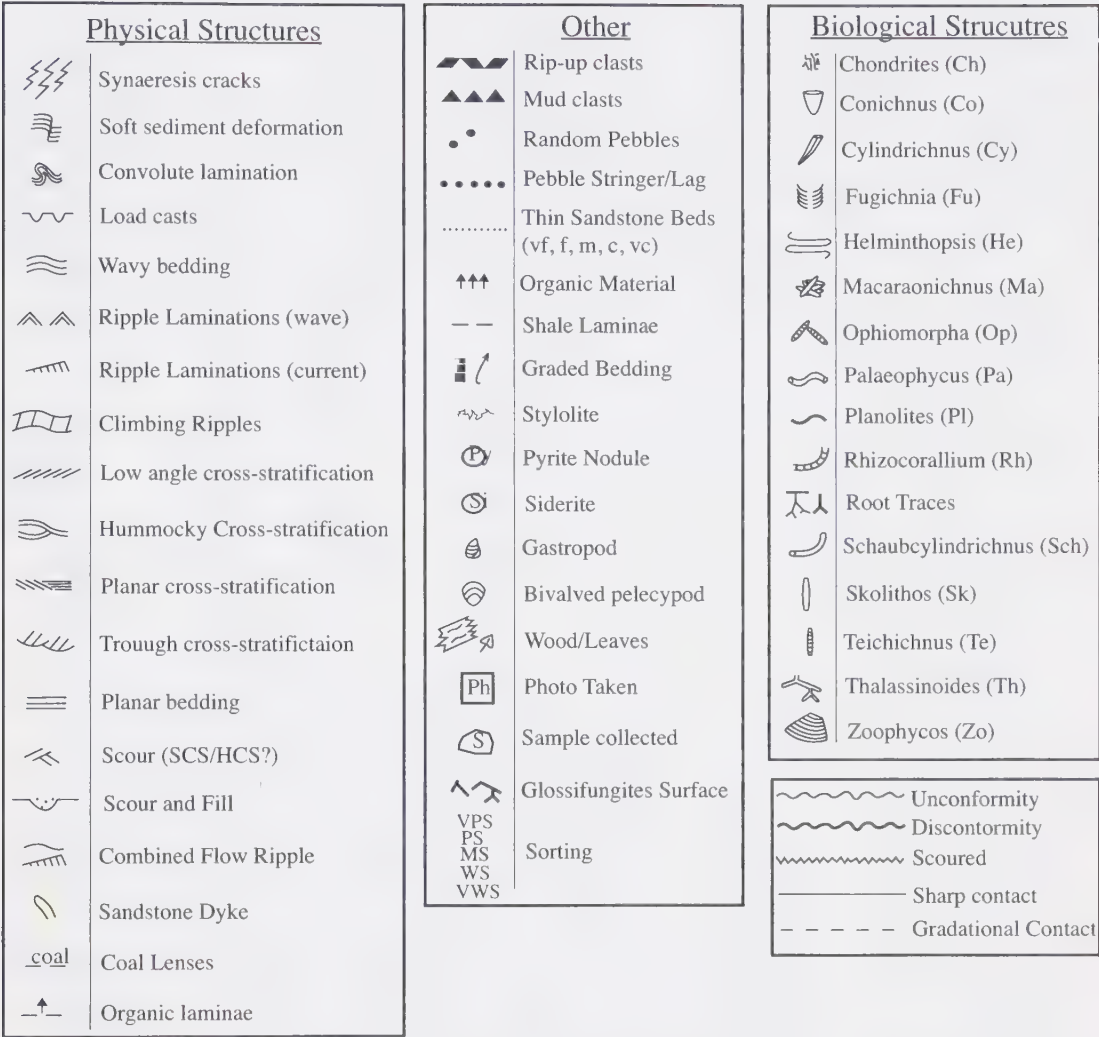 Physical Structures
Synaeresis cracks
Soft sediment deformation
Convolute lamination
Load casts
Wavy bedding
Ripple Laminations (wave)
Ripple Laminations (current)
Climbing Ripples
Low angle cross-stratification
Hummocky Cross-stratification
Planar cross-stratification
Trouugh cross-stratifictaion
Planar bedding
Scour (SCS/HCS?)
Scour and Fill
Combined Flow Ripple
Sandstone Dyke
coal Coal Lenses
Organic laminae
Other
Rip-up clasts
Mud clasts
Random Pebbles
Pebble Stringer/Lag
Thin Sandstone Beds
(vf, f, m, c, vc)
Organic Material
Shale Laminae
Graded Bedding
Stylolite
Py Pyrite Nodule
Si Siderite
Gastropod
Bivalved pelecypod
Wood/Leaves
Ph Photo Taken
S Sample collected
Glossifungites Surface
VPS
PS
MS Sorting
WS
VWS
Biological Strucutres
Chondrites (Ch)
Conichnus (Co)
Cylindrichnus (Cy)
Fugichnia (Fu)
Helminthopsis (He)
Macaraonichnus (Ma)
Ophiomorpha (Op)
Palaeophycus (Pa)
Planolites (Pl)
Rhizocorallium (Rh)
Root Traces
Schaubcylindrichnus (Sch)
Skolithos (Sk)
Teichichnus (Te)
Thalassinoides (Th)
Zoophycos (Zo)
Unconformity
Discontormity
Scoured
Sharp contact
Gradational Contact